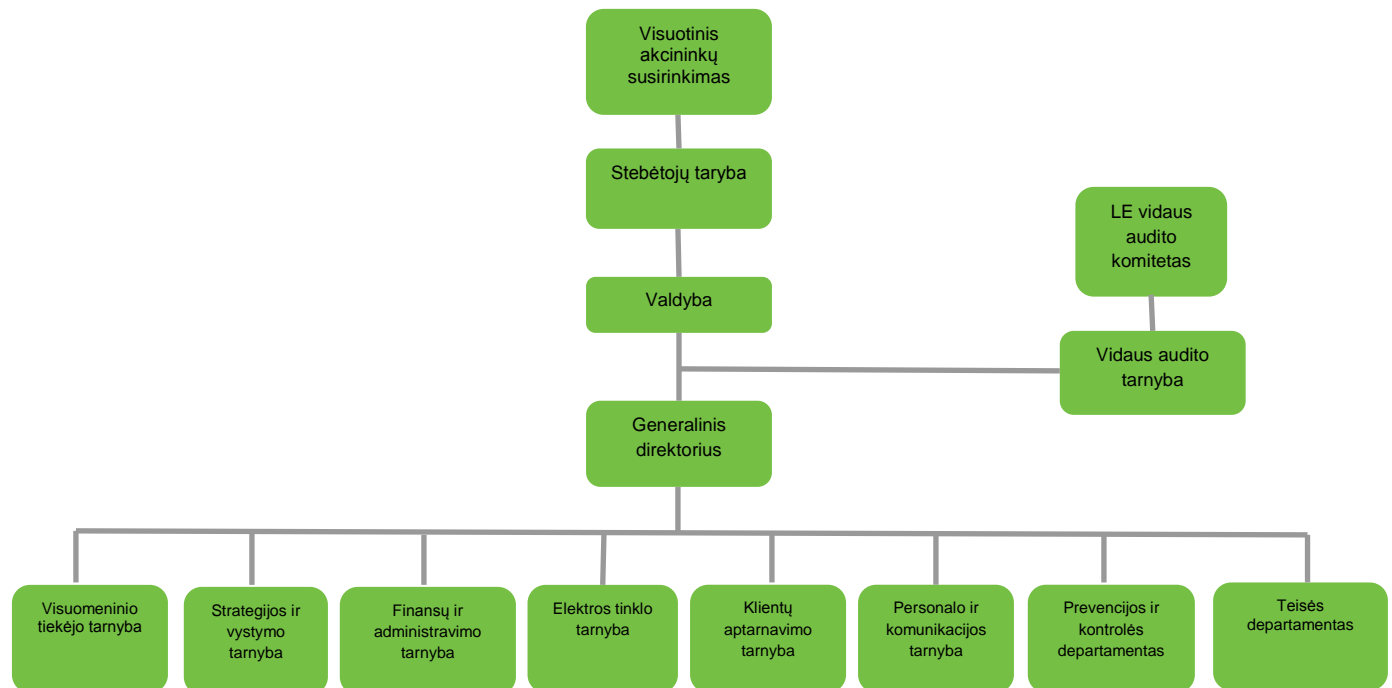 Visuotinis
akcininkų
susirinkimas
Stebėtojų taryba
LE vidaus
audito
komitetas
Valdyba
Vidaus audito
tarnyba
Generalinis
direktorius
Visuomeninio
tiekėjo tarnyba
Strategijos ir
vystymo
tarnyba
Finansų ir
administravimo
tarnyba
Elektros tinklo
tarnyba
Klientų
aptarnavimo
tarnyba
Personalo ir
komunikacijos
tarnyba
Prevencijos ir
kontrolės
departamentas
Teisės
departamentas